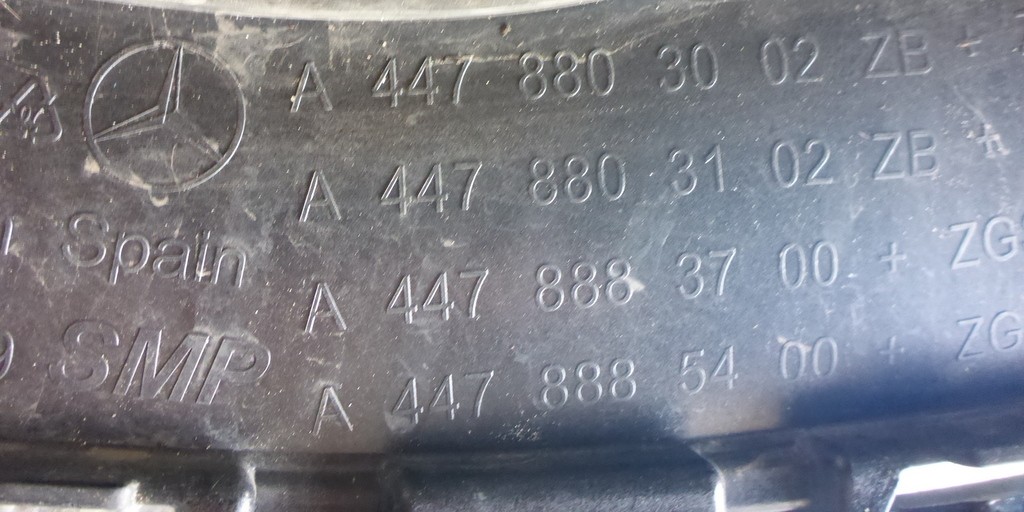 A 447 880 30 02 ZB +
A 447 880 31 02 ZB +
Spain
A 447 888 37 00 + ZG
SMP
A 447 888 54 00 + ZG